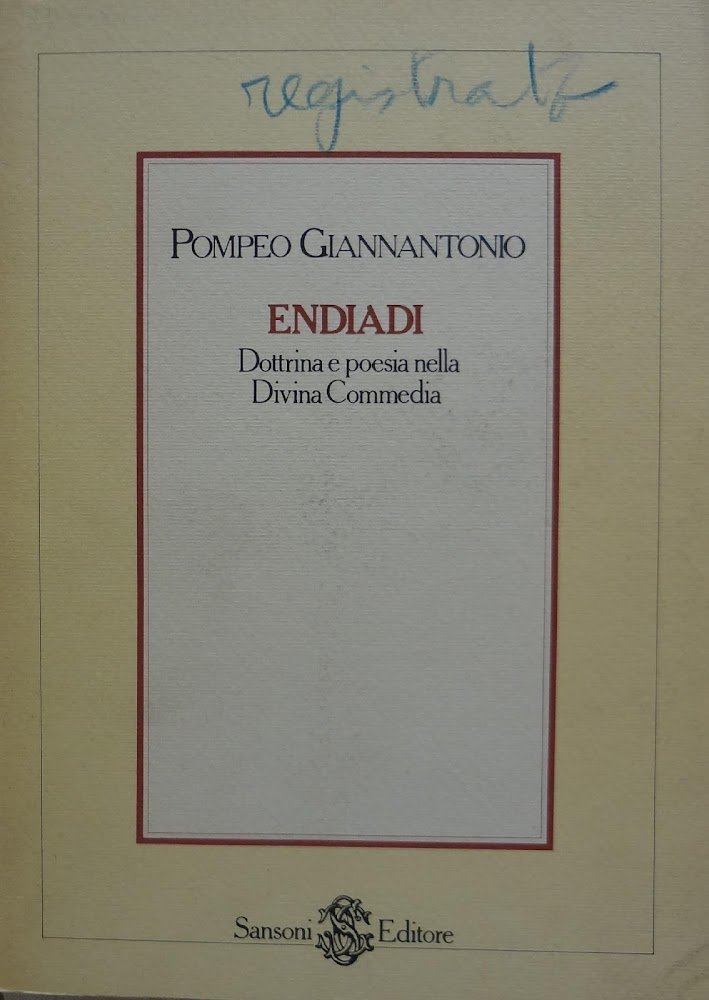 registrato
POMPEO GIANNANTONIO
ENDIADI
Dottrina e poesia nella
Divina Commedia
Sansoni Editore